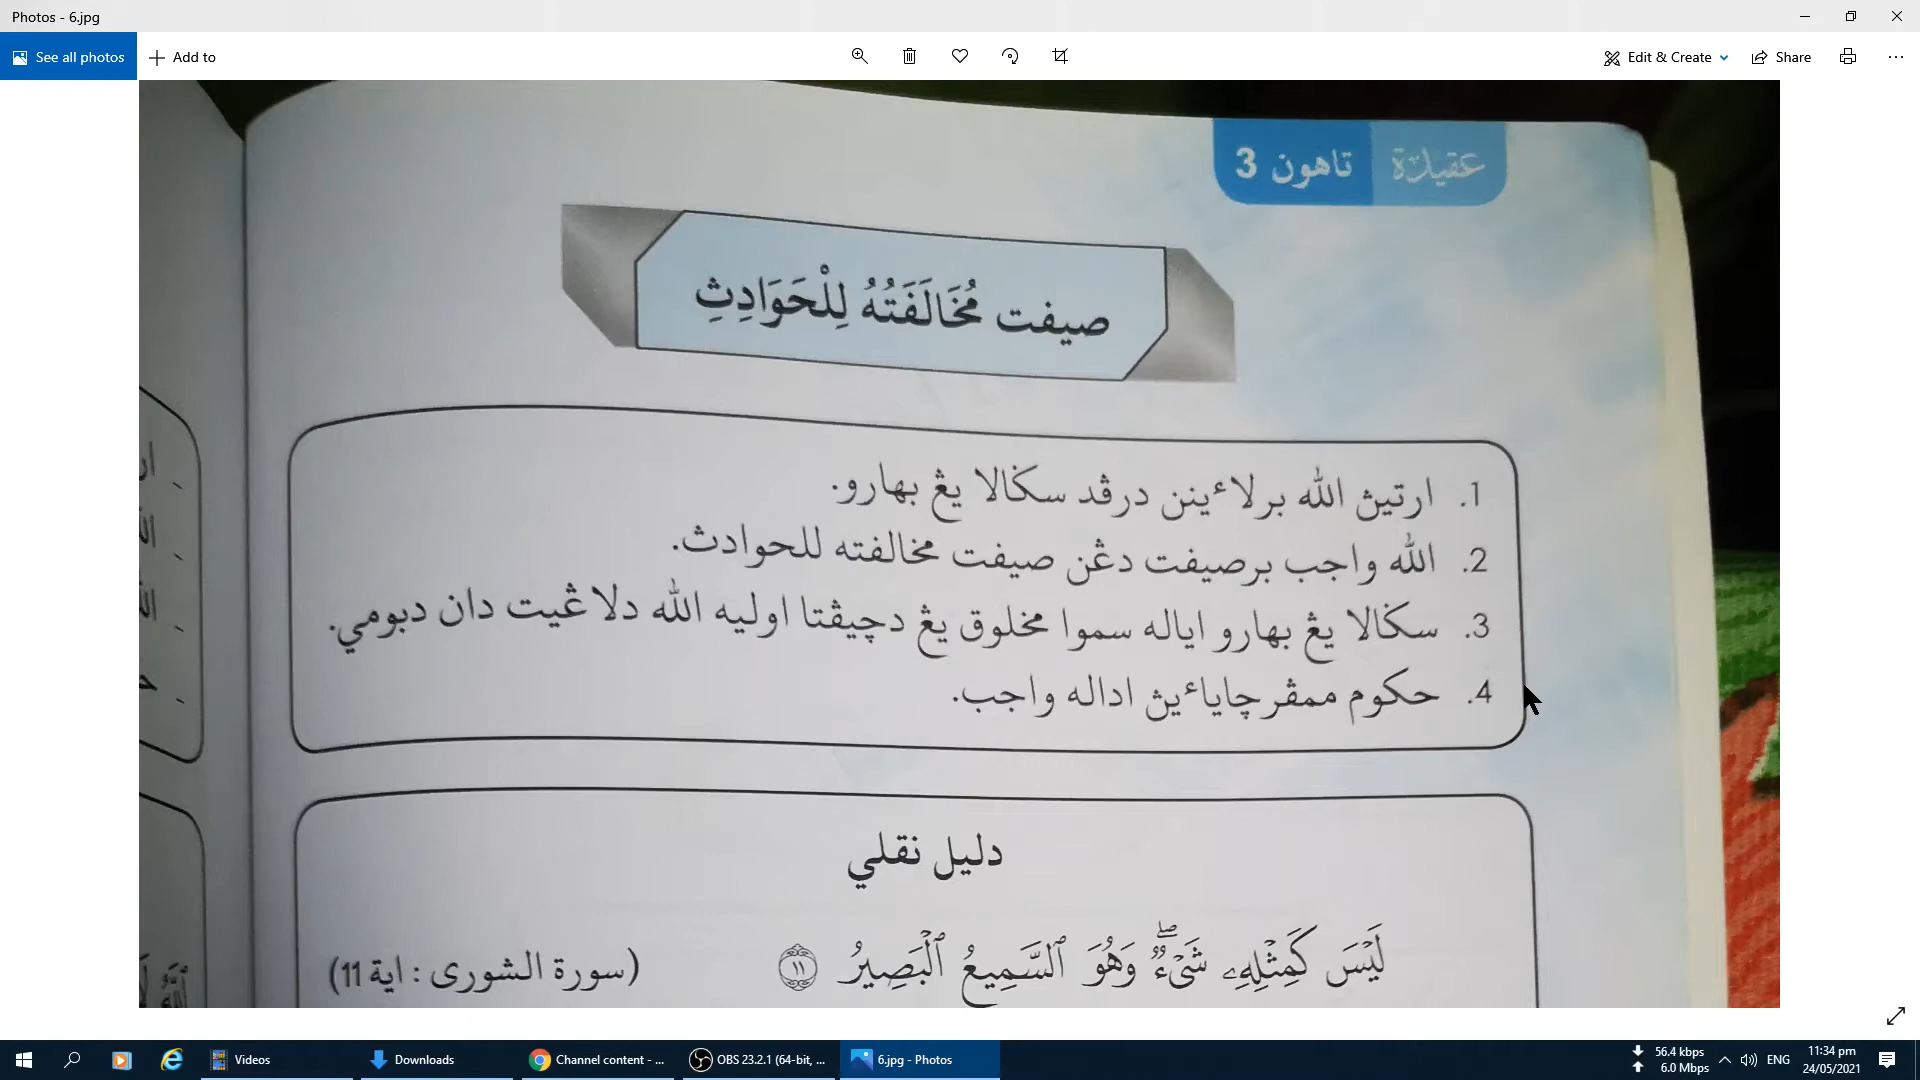 Photos - 6.jpg
See all photos
Add to
Edit & Create
Share
عقيدة تاهون 3
صيفت مُخَالَفَتُهُ لِلْحَوَادِثِ
1. ارتيڽ الله برلاءينن درڤد سݢالا يڠ بهارو.
2. الله واجب برصيفت دڠن صيفت مخالفته للحوادث.
3. سݢالا يڠ بهارو اياله سموا مخلوق يڠ دچيڤتا اوليه الله دلاڠيت دان دبومي.
4. حكوم ممڤرچاياءيڽ اداله واجب.
دليل نقلي
لَيْسَ كَمِثْلِهِۦ شَىْءٌ ۖ وَهُوَ ٱلسَّمِيعُ ٱلْبَصِيرُ ١١ (سورة الشورى : اية 11)
Videos
Downloads
Channel content - ...
OBS 23.2.1 (64-bit, ...
6.jpg - Photos
56.4 kbps
6.0 Mbps
ENG
11:34 pm
24/05/2021